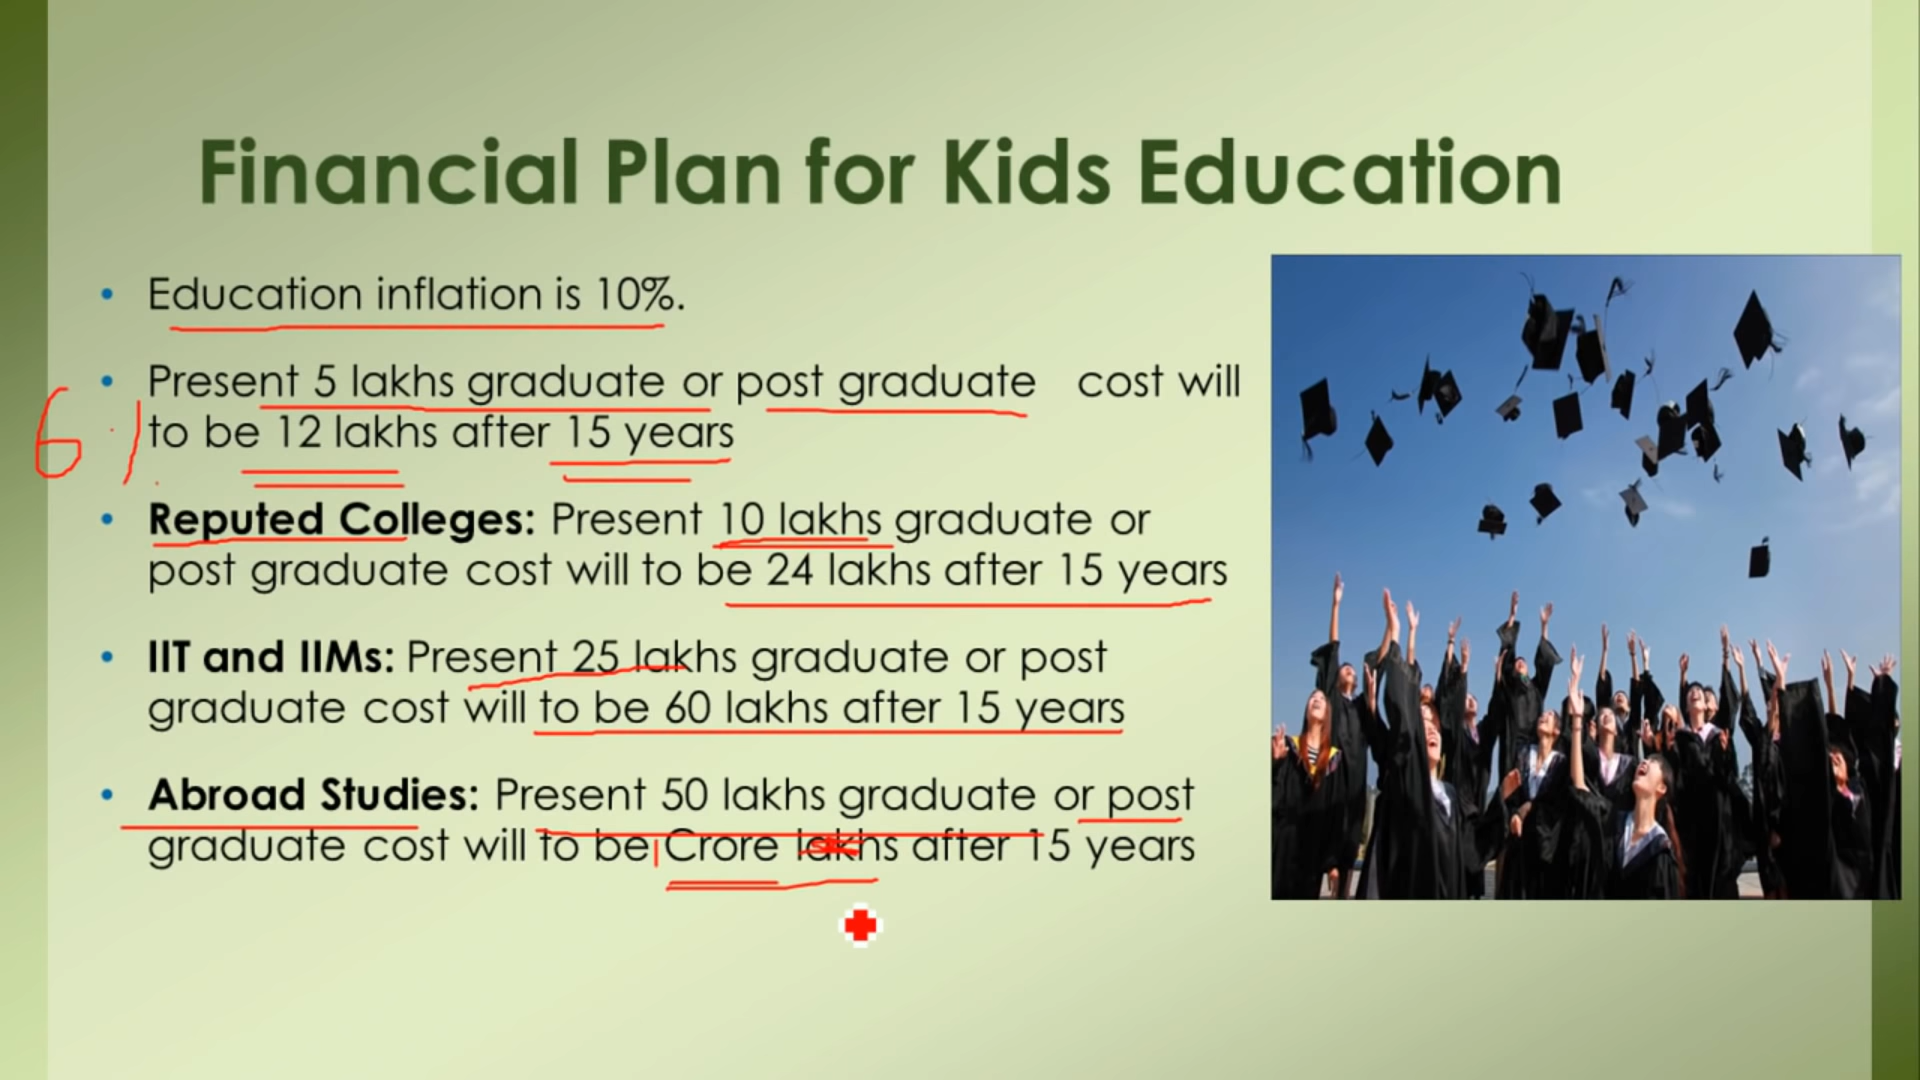 Financial Plan for Kids Education
• Education inflation is 10%.
• Present 5 lakhs graduate or post graduate cost will
to be 12 lakhs after 15 years
6%
• Reputed Colleges: Present 10 lakhs graduate or
post graduate cost will to be 24 lakhs after 15 years
• IIT and IIMs: Present 25 lakhs graduate or post
graduate cost will to be 60 lakhs after 15 years
• Abroad Studies: Present 50 lakhs graduate or post
graduate cost will to be 1 Crore lakhs after 15 years